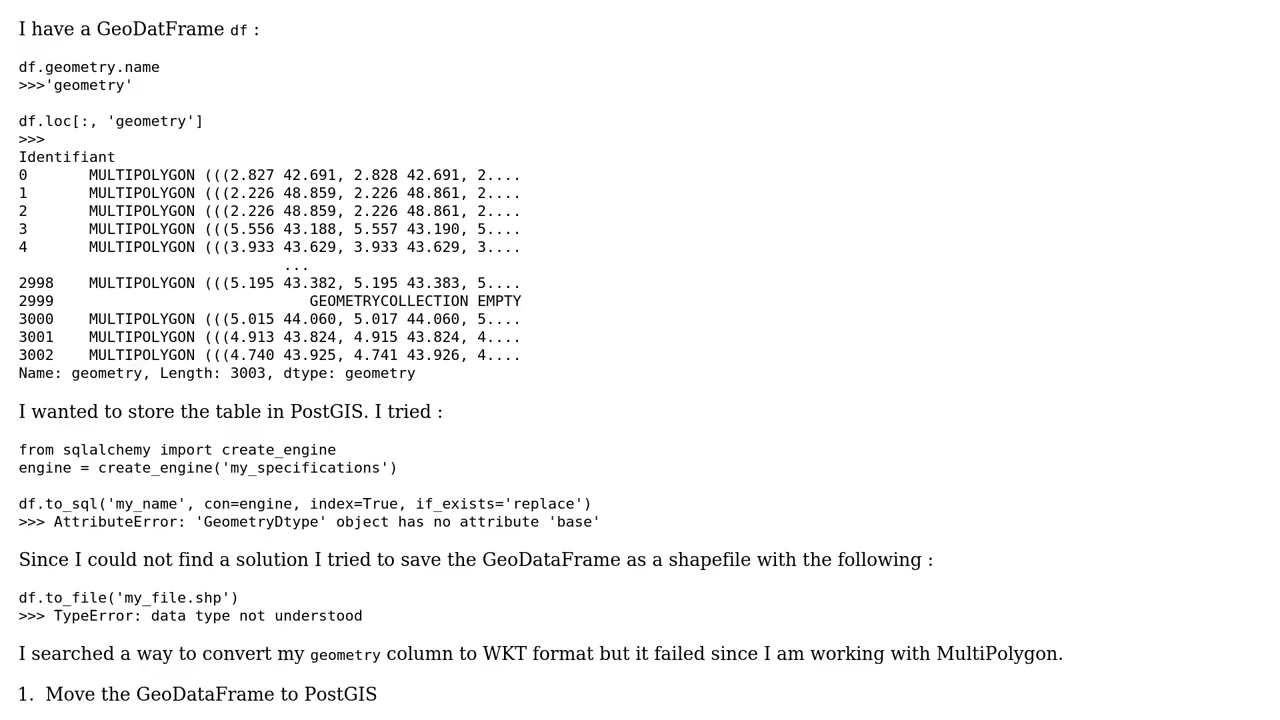 I have a GeoDatFrame df :
df.geometry.name
>>>'geometry'
df.loc[:, 'geometry']
>>>
Identifiant
0       MULTIPOLYGON (((2.827 42.691, 2.828 42.691, 2....
1       MULTIPOLYGON (((2.226 48.859, 2.226 48.861, 2....
2       MULTIPOLYGON (((2.226 48.859, 2.226 48.861, 2....
3       MULTIPOLYGON (((5.556 43.188, 5.557 43.190, 5....
4       MULTIPOLYGON (((3.933 43.629, 3.933 43.629, 3....
                              ...
2998    MULTIPOLYGON (((5.195 43.382, 5.195 43.383, 5....
2999                             GEOMETRYCOLLECTION EMPTY
3000    MULTIPOLYGON (((5.015 44.060, 5.017 44.060, 5....
3001    MULTIPOLYGON (((4.913 43.824, 4.915 43.824, 4....
3002    MULTIPOLYGON (((4.740 43.925, 4.741 43.926, 4....
Name: geometry, Length: 3003, dtype: geometry
I wanted to store the table in PostGIS. I tried :
from sqlalchemy import create_engine
engine = create_engine('my_specifications')
df.to_sql('my_name', con=engine, index=True, if_exists='replace')
>>> AttributeError: 'GeometryDtype' object has no attribute 'base'
Since I could not find a solution I tried to save the GeoDataFrame as a shapefile with the following :
df.to_file('my_file.shp')
>>> TypeError: data type not understood
I searched a way to convert my geometry column to WKT format but it failed since I am working with MultiPolygon.
1. Move the GeoDataFrame to PostGIS